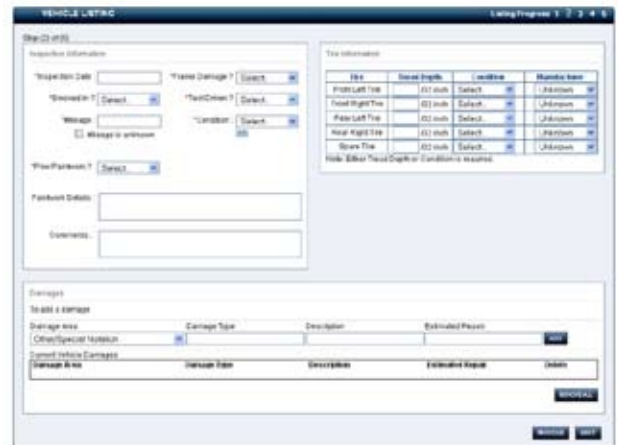 VEHICLE LISTING
Listing Progress 1 2 3 4 5
Step (2) of (5)
Inspection Information
*Inspection Date
*Frame Damage ? Select..
*Smoked In ? Select..
*Test Driven ? Select..
*Mileage
*Condition : Select..
Mileage is unknown
*Prior Paintwork ? Select..
Paintwork Details:
Comments:
Tire Information
Tire Tread Depth Condition Manufacturer
Front Left Tire /32 inch Select.. Unknown
Front Right Tire /32 inch Select.. Unknown
Rear Left Tire /32 inch Select.. Unknown
Rear Right Tire /32 inch Select.. Unknown
Spare Tire /32 inch Select.. Unknown
Note: Either Tread Depth or Condition is required.
Damages
To add a damage
Damage Area Damage Type Description Estimated Repair
Other/Special Notation
ADD
Current Vehicle Damages
Damage Area Damage Type Description Estimated Repair Delete
NEXT